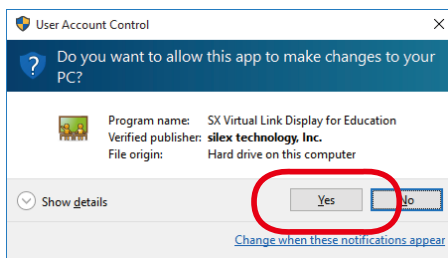 User Account Control
Do you want to allow this app to make changes to your
PC?
Program name: SX Virtual Link Display for Education
Verified publisher: silex technology, Inc.
File origin: Hard drive on this computer
Show details
Yes
No
Change when these notifications appear